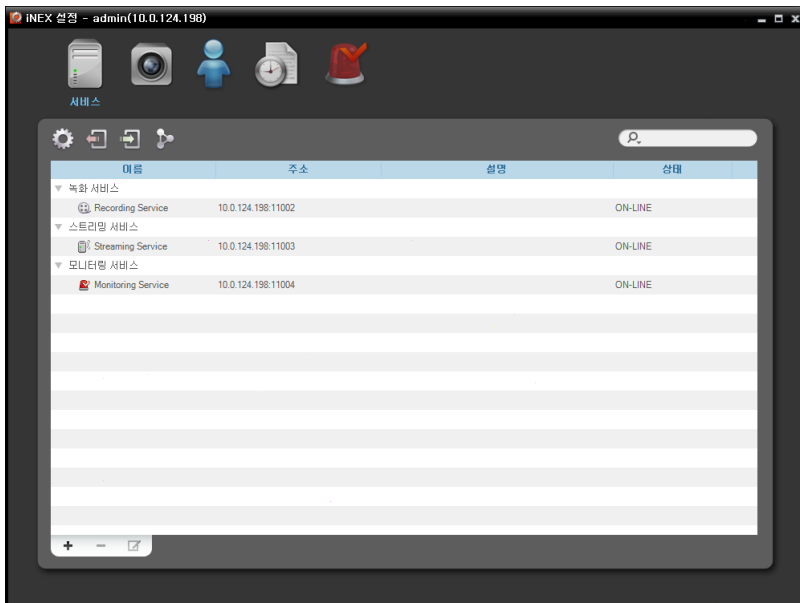 iNEX 설정 - admin(10.0.124.198)
서비스
이름 주소 설명 상태
녹화 서비스
Recording Service 10.0.124.198:11002 ON-LINE
스트리밍 서비스
Streaming Service 10.0.124.198:11003 ON-LINE
모니터링 서비스
Monitoring Service 10.0.124.198:11004 ON-LINE